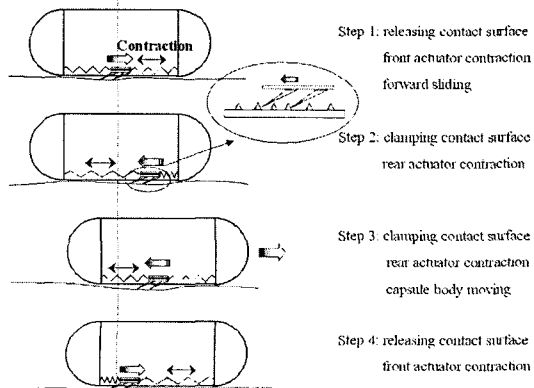 Contraction
Step 1: releasing contact surface
front actuator contraction
forward sliding
Step 2: clamping contact surface
rear actuator contraction
Step 3: clamping contact surface
rear actuator contraction
capsule body moving
Step 4: releasing contact surface
front actuator contraction